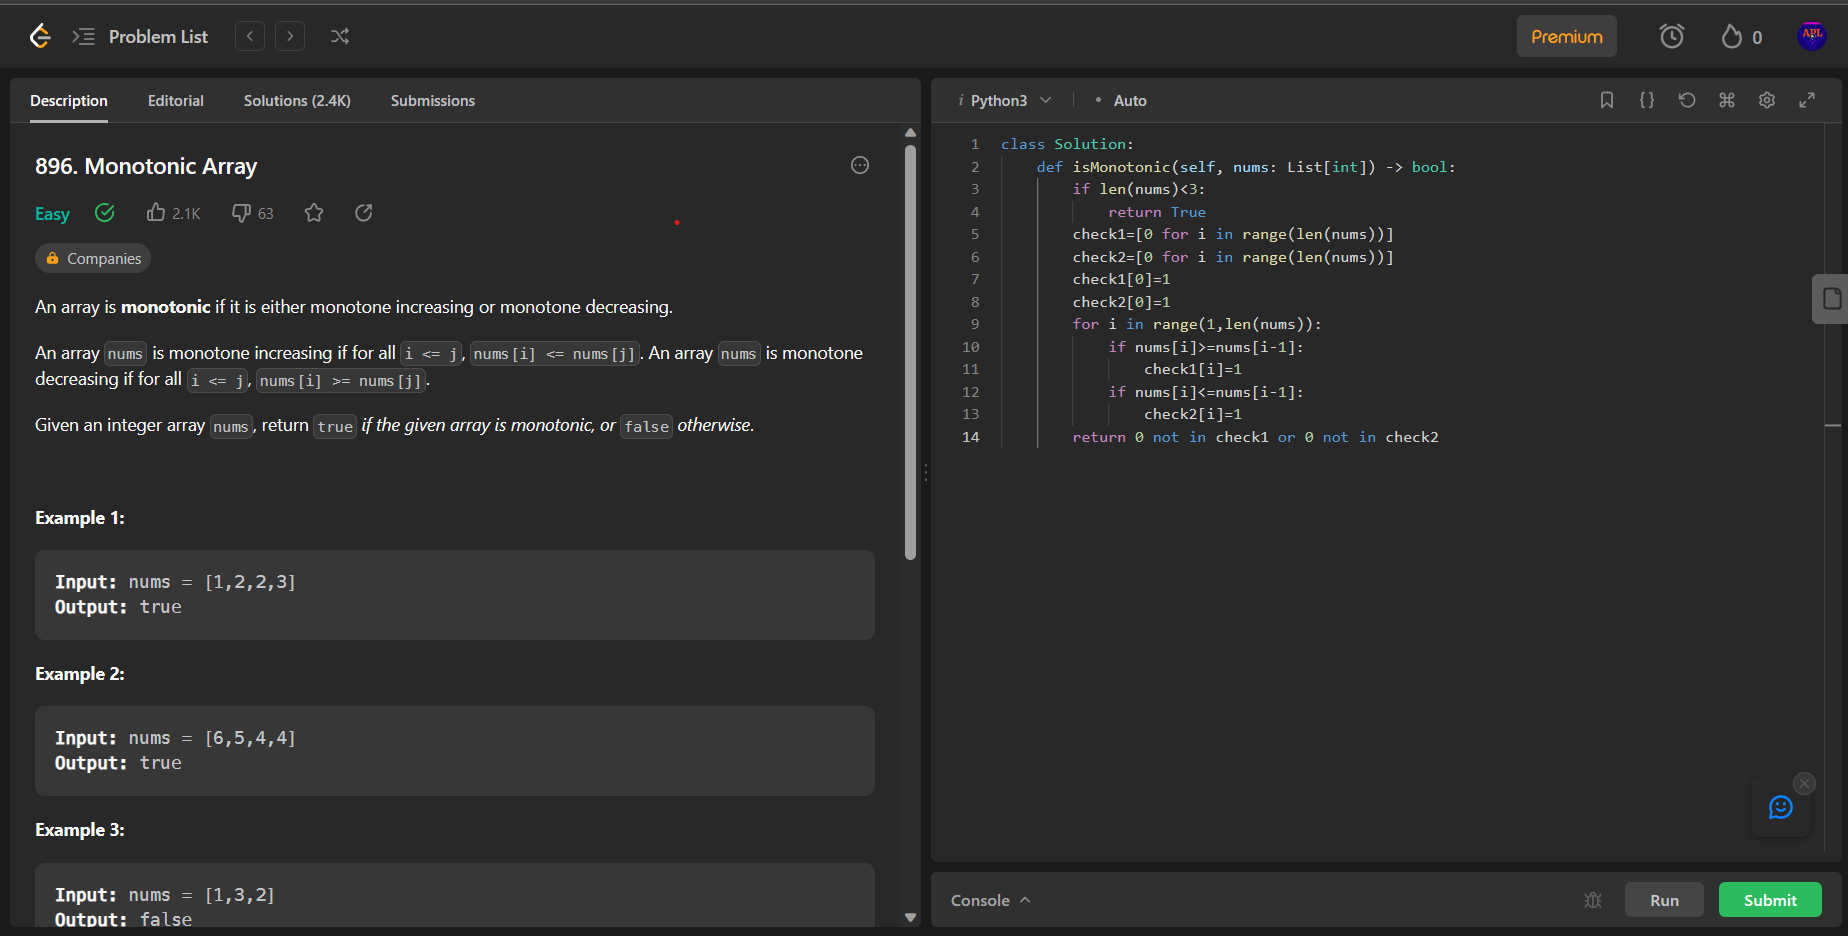 Problem List
Premium
0
APL
Description Editorial Solutions (2.4K) Submissions
896. Monotonic Array
Easy 2.1K 63
Companies
An array is monotonic if it is either monotone increasing or monotone decreasing.
An array nums is monotone increasing if for all i <= j, nums[i] <= nums[j]. An array nums is monotone
decreasing if for all i <= j, nums[i] >= nums[j].
Given an integer array nums, return true if the given array is monotonic, or false otherwise.
Example 1:
Input: nums = [1,2,2,3]
Output: true
Example 2:
Input: nums = [6,5,4,4]
Output: true
Example 3:
Input: nums = [1,3,2]
Output: false
i Python3 • Auto
1 class Solution:
2     def isMonotonic(self, nums: List[int]) -> bool:
3         if len(nums)<3:
4             return True
5         check1=[0 for i in range(len(nums))]
6         check2=[0 for i in range(len(nums))]
7         check1[0]=1
8         check2[0]=1
9         for i in range(1,len(nums)):
10             if nums[i]>=nums[i-1]:
11                 check1[i]=1
12             if nums[i]<=nums[i-1]:
13                 check2[i]=1
14         return 0 not in check1 or 0 not in check2
Console
Run
Submit